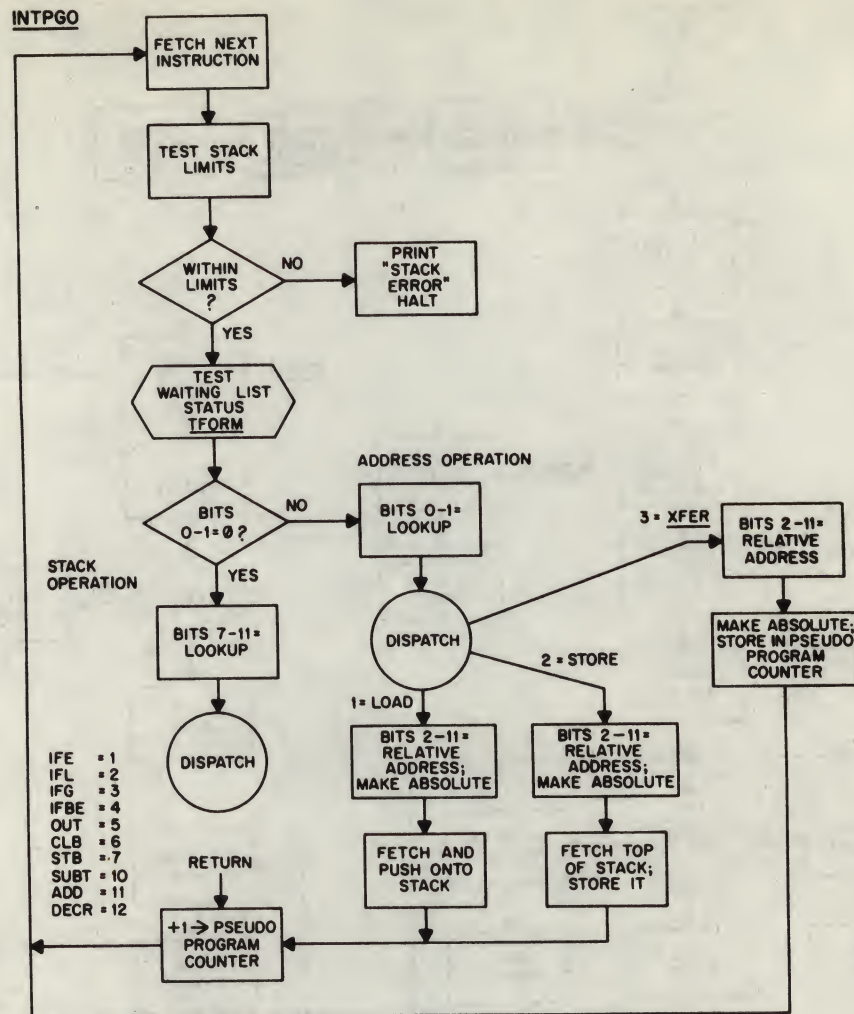 INTPGO
FETCH NEXT
INSTRUCTION
TEST STACK
LIMITS
WITHIN
LIMITS
?
NO
PRINT
"STACK
ERROR"
HALT
YES
TEST
WAITING LIST
STATUS
TFORM
BITS
0-1=Ø?
NO
YES
ADDRESS OPERATION
BITS 0-1=
LOOKUP
3 = XFER
BITS 2-11=
RELATIVE
ADDRESS
STACK
OPERATION
BITS 7-11=
LOOKUP
DISPATCH
MAKE ABSOLUTE;
STORE IN PSEUDO
PROGRAM
COUNTER
2 = STORE
1 = LOAD
BITS 2-11=
RELATIVE
ADDRESS;
MAKE ABSOLUTE
BITS 2-11=
RELATIVE
ADDRESS;
MAKE ABSOLUTE
DISPATCH
IFE = 1
IFL = 2
IFG = 3
IFBE = 4
OUT = 5
CLB = 6
STB = 7
SUBT = 10
ADD = 11
DECR = 12
RETURN
FETCH AND
PUSH ONTO
STACK
FETCH TOP
OF STACK;
STORE IT
+1 → PSEUDO
PROGRAM
COUNTER